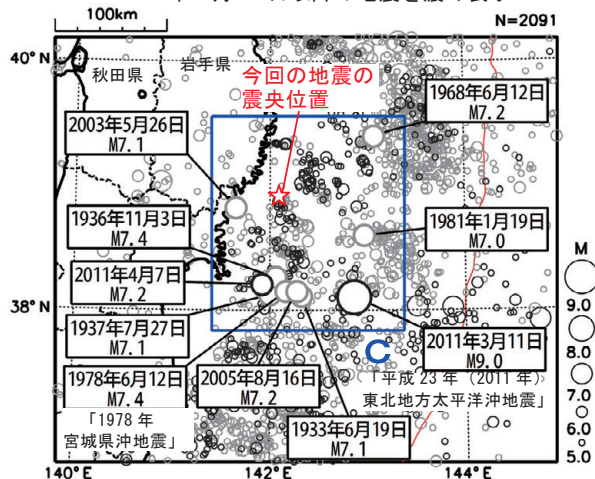 100km
N=2091
40°N
秋田県
岩手県
今回の地震の
震央位置
1968年6月12日
M7.2
2003年5月26日
M7.1
1936年11月3日
M7.4
1981年1月19日
M7.0
2011年4月7日
M7.2
38°N
1937年7月27日
M7.1
2011年3月11日
M9.0
C
1978年6月12日
M7.4
2005年8月16日
M7.2
「平成 23 年(2011 年)
東北地方太平洋沖地震」
「1978 年
宮城県沖地震」
1933年6月19日
M7.1
M
9.0
8.0
7.0
6.0
5.0
140°E
142°E
144°E